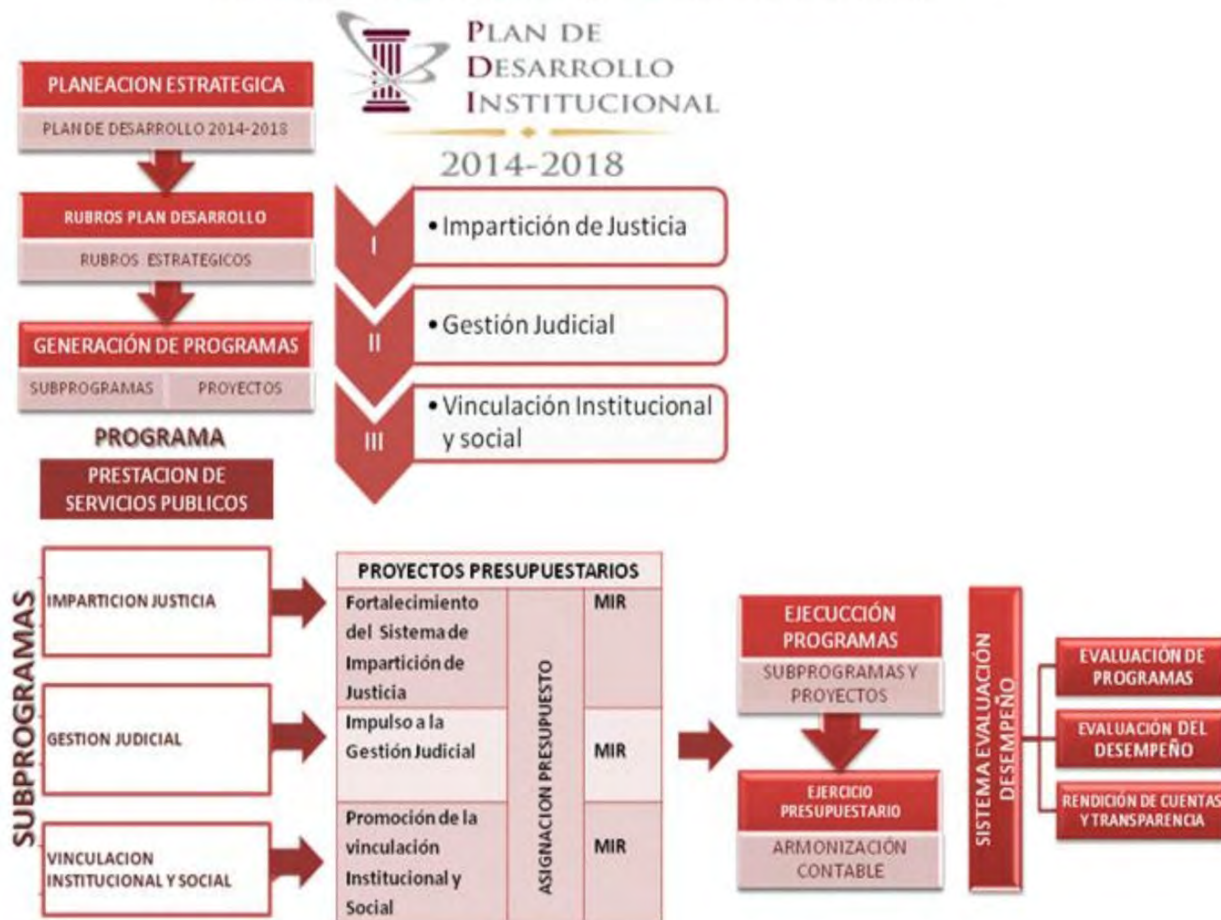 PLAN DE
DESARROLLO
INSTITUCIONAL
2014-2018
PLANEACION ESTRATEGICA
PLAN DE DESARROLLO 2014-2018
RUBROS PLAN DESARROLLO
RUBROS ESTRATEGICOS
GENERACIÓN DE PROGRAMAS
SUBPROGRAMAS
PROYECTOS
I
• Impartición de Justicia
II
• Gestión Judicial
III
• Vinculación Institucional
y social
PROGRAMA
PRESTACION DE
SERVICIOS PUBLICOS
SUBPROGRAMAS
IMPARTICION JUSTICIA
GESTION JUDICIAL
VINCULACION
INSTITUCIONAL Y SOCIAL
PROYECTOS PRESUPUESTARIOS
Fortalecimiento
del Sistema de
Impartición de
Justicia
Impulso a la
Gestión Judicial
Promoción de la
vinculación
Institucional y
Social
ASIGNACION PRESUPUESTO
MIR
MIR
MIR
EJECUCCIÓN
PROGRAMAS
SUBPROGRAMAS Y
PROYECTOS
EJERCICIO
PRESUPUESTARIO
ARMONIZACIÓN
CONTABLE
SISTEMA EVALUACIÓN
DESEMPEÑO
EVALUACIÓN DE
PROGRAMAS
EVALUACIÓN DEL
DESEMPEÑO
RENDICIÓN DE CUENTAS
Y TRANSPARENCIA